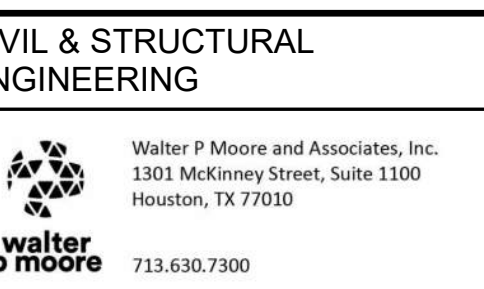 VIL & STRUCTURAL
NGINEERING
Walter P Moore and Associates, Inc.
1301 McKinney Street, Suite 1100
Houston, TX 77010
walter
p moore
713.630.7300